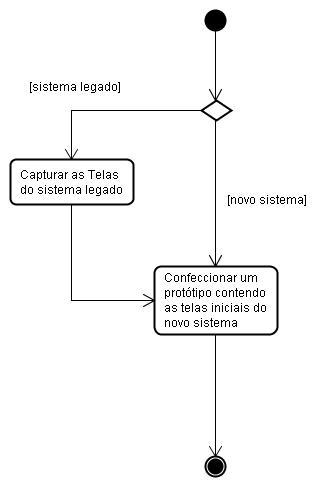 [sistema legado]
Capturar as Telas
do sistema legado
[novo sistema]
Confeccionar um
protótipo contendo
as telas iniciais do
novo sistema